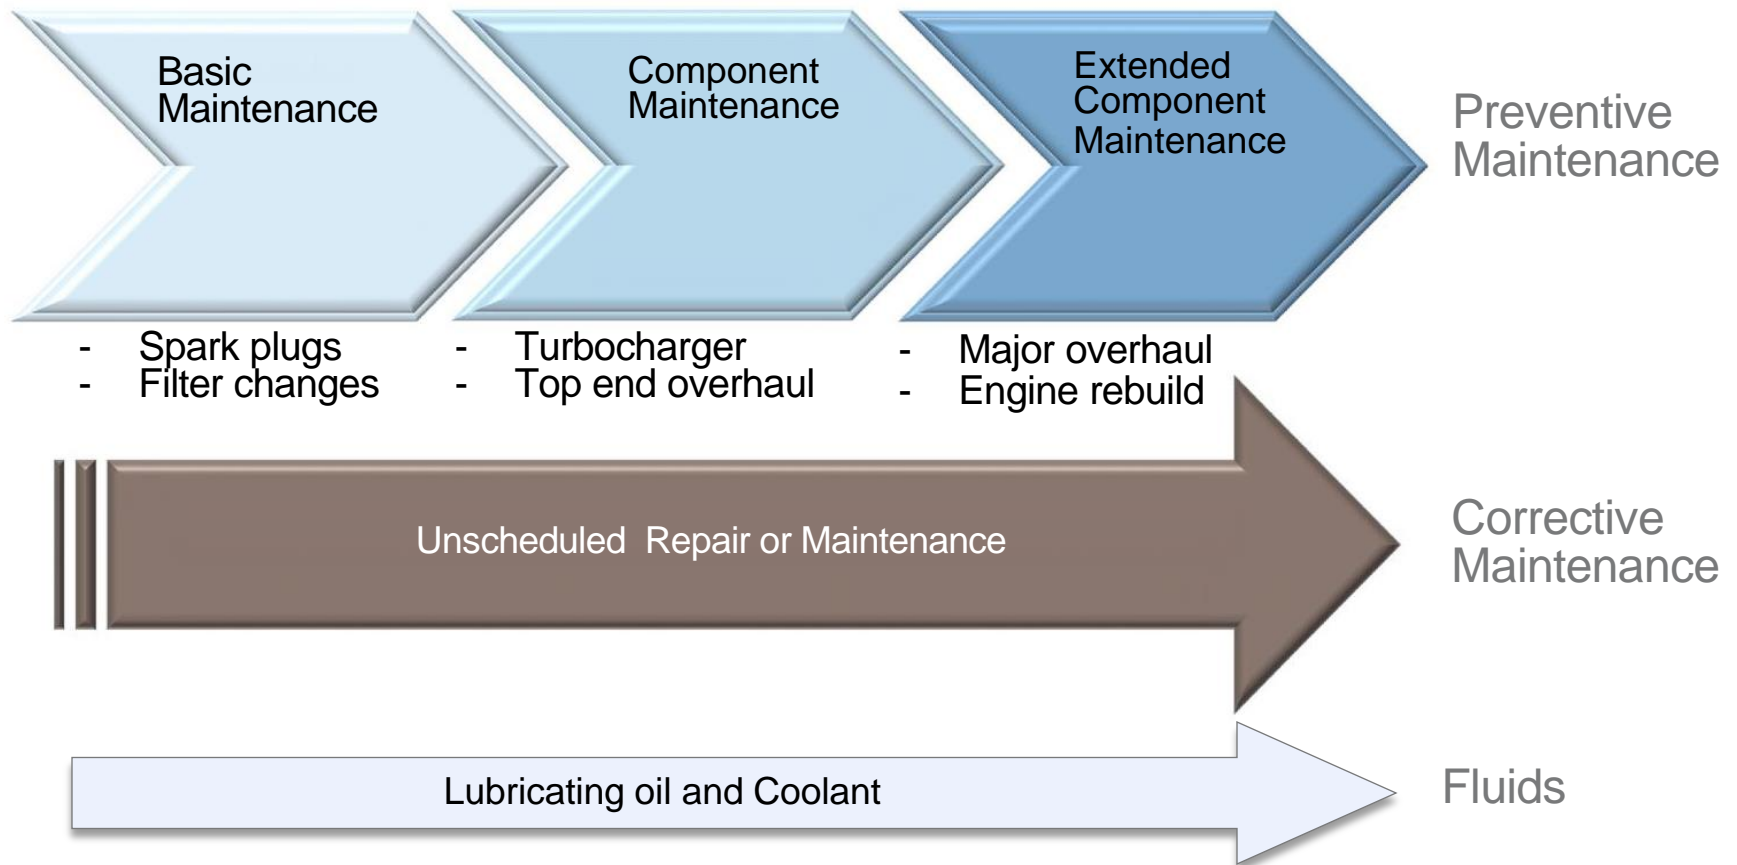 Basic
Maintenance
Component
Maintenance
Extended
Component
Maintenance
Preventive
Maintenance
- Spark plugs
- Filter changes
- Turbocharger
- Top end overhaul
- Major overhaul
- Engine rebuild
Unscheduled  Repair or Maintenance
Corrective
Maintenance
Lubricating oil and Coolant
Fluids